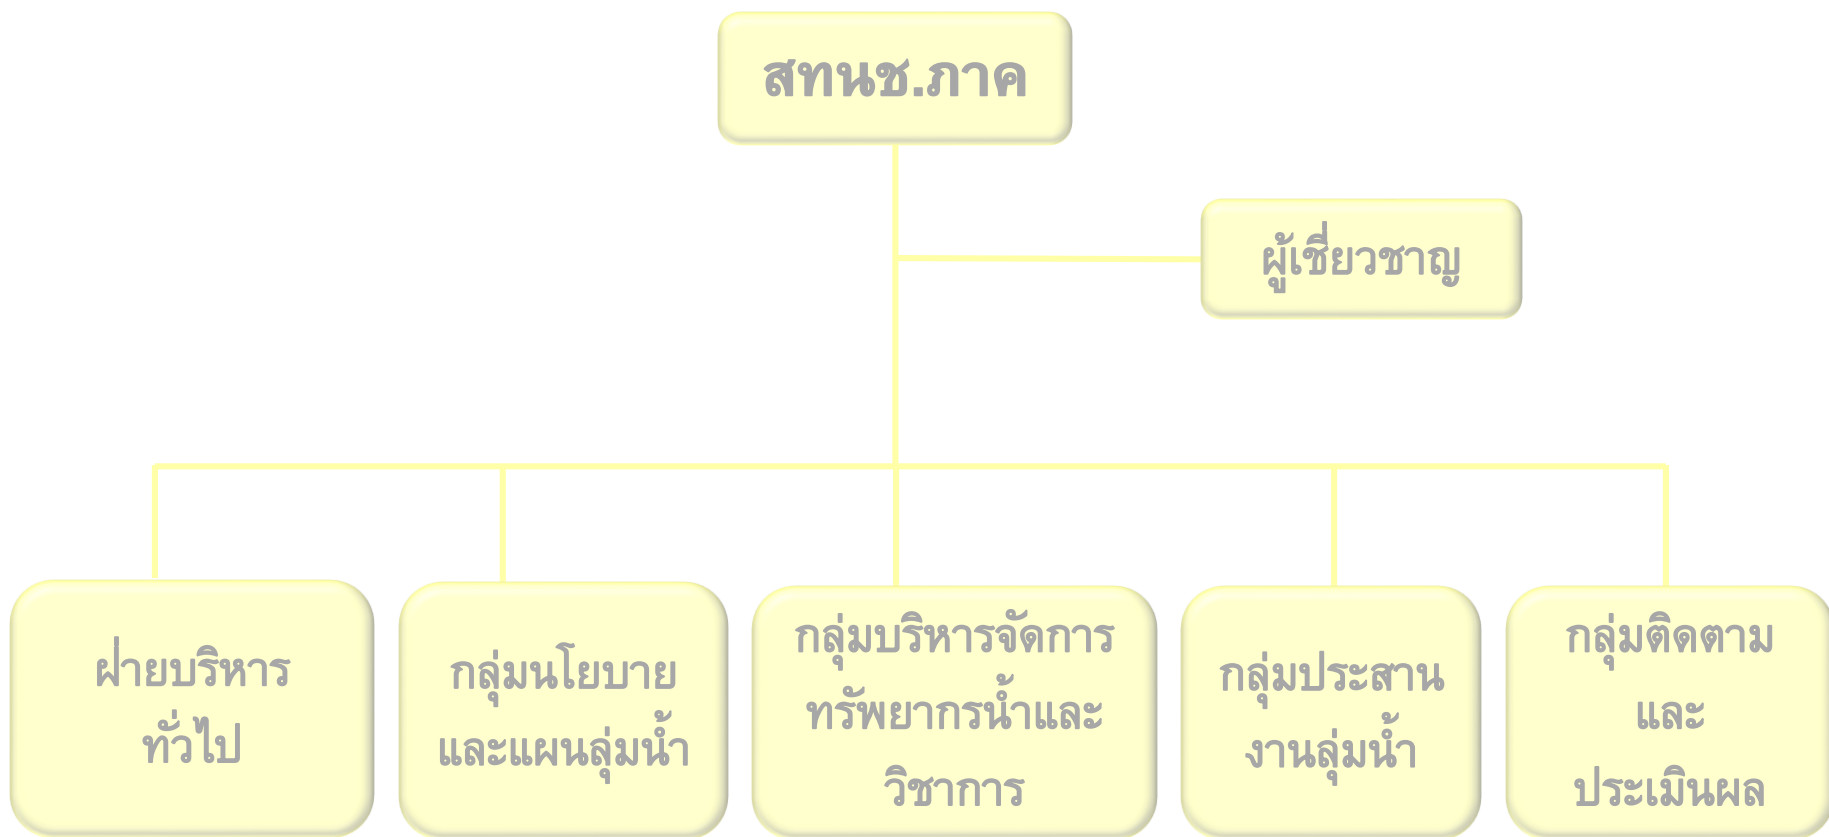 สทนช.ภาค
ผู้เชี่ยวชาญ
ฝ่ายบริหาร
ทั่วไป
กลุ่มนโยบาย
และแผนลุ่มน้ำ
กลุ่มบริหารจัดการ
ทรัพยากรน้ำและ
วิชาการ
กลุ่มประสาน
งานลุ่มน้ำ
กลุ่มติดตาม
และ
ประเมินผล